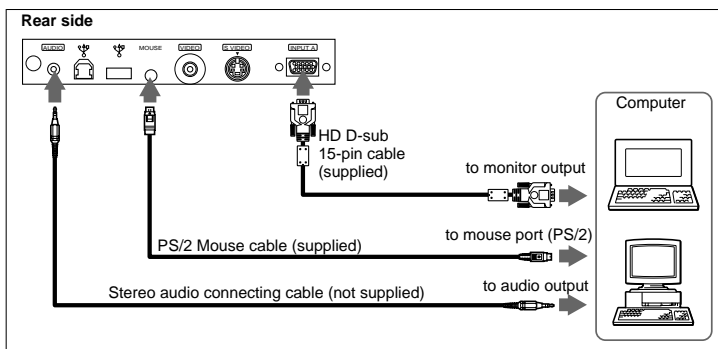 Rear side
AUDIO MOUSE VIDEO S VIDEO INPUT A
Computer
HD D-sub
15-pin cable
(supplied)
to monitor output
to mouse port (PS/2)
PS/2 Mouse cable (supplied)
to audio output
Stereo audio connecting cable (not supplied)